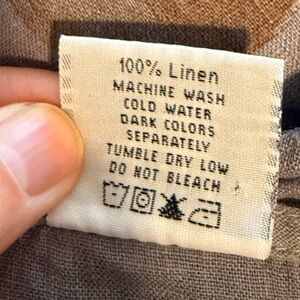 100% Linen
MACHINE WASH
COLD WATER
DARK COLORS
SEPARATELY
TUMBLE DRY LOW
DO NOT BLEACH